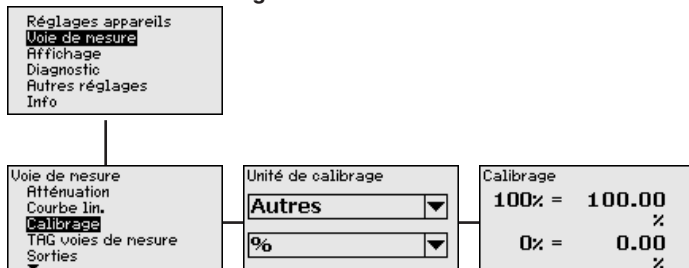 Réglages appareils
Voie de mesure
Affichage
Diagnostic
Autres réglages
Info
Voie de mesure
Atténuation
Courbe lin.
Calibrage
TAG voies de mesure
Sorties
Unité de calibrage
Autres
%
Calibrage
100% = 100.00
%
0% = 0.00
%